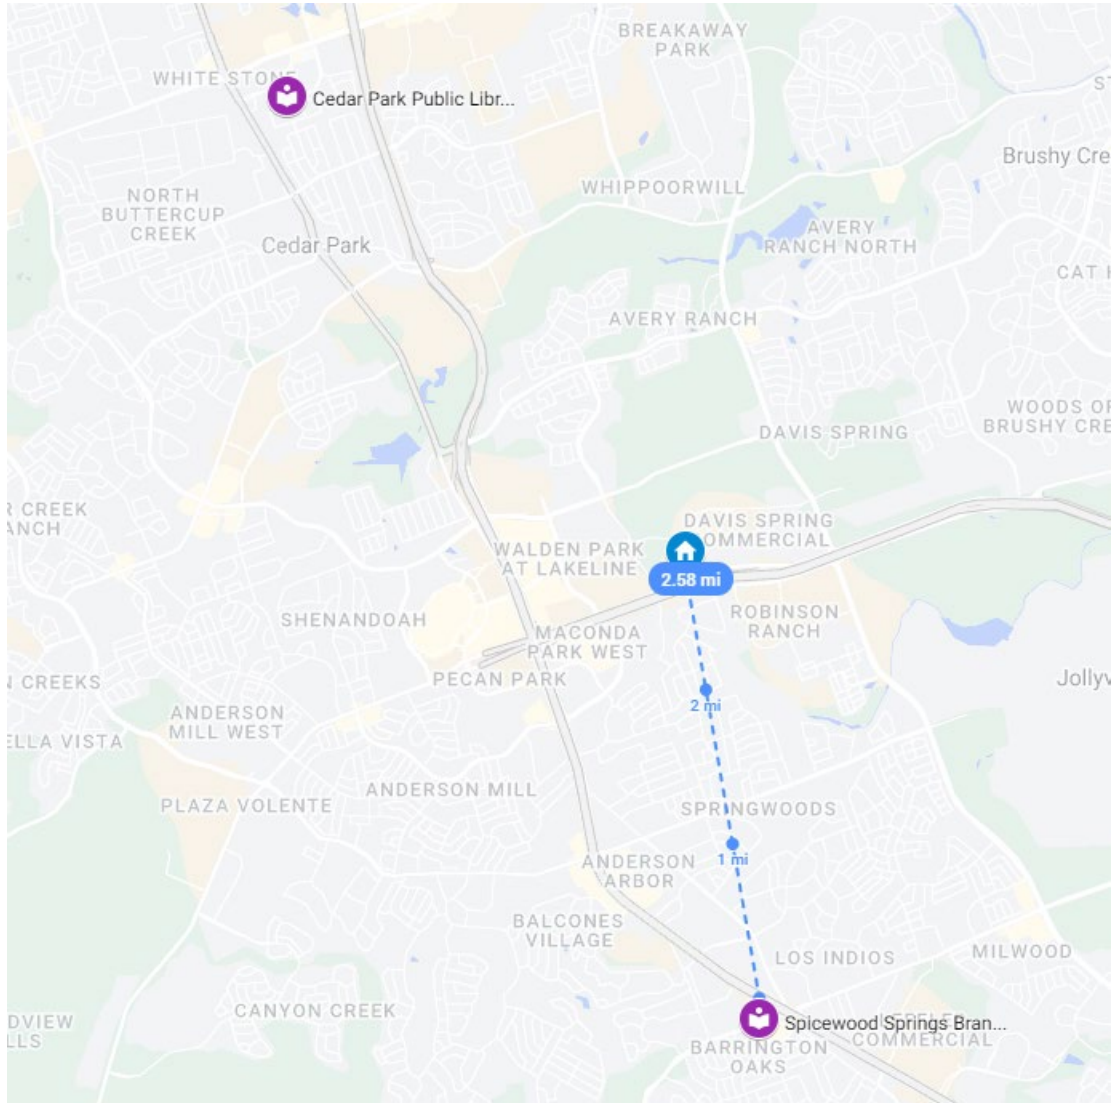 BREAKAWAY
PARK
WHITE STONE
Cedar Park Public Libr...
ST
Brushy Cre
WHIPPOORWILL
NORTH
BUTTERCUP
CREEK
AVERY
RANCH NORTH
Cedar Park
CAT H
AVERY RANCH
WOODS OF
BRUSHY CRE
DAVIS SPRING
R CREEK
ANCH
DAVIS SPRING
COMMERCIAL
WALDEN PARK
AT LAKELINE
2.58 mi
SHENANDOAH
ROBINSON
RANCH
MACONDA
PARK WEST
N CREEKS
PECAN PARK
Jollyv
2 mi
ANDERSON
MILL WEST
ELLA VISTA
ANDERSON MILL
PLAZA VOLENTE
SPRINGWOODS
1 mi
ANDERSON
ARBOR
BALCONES
VILLAGE
LOS INDIOS
MILWOOD
CANYON CREEK
DVIEW
LLS
Spicewood Springs Bran...
COMMERCIAL
BARRINGTON
OAKS